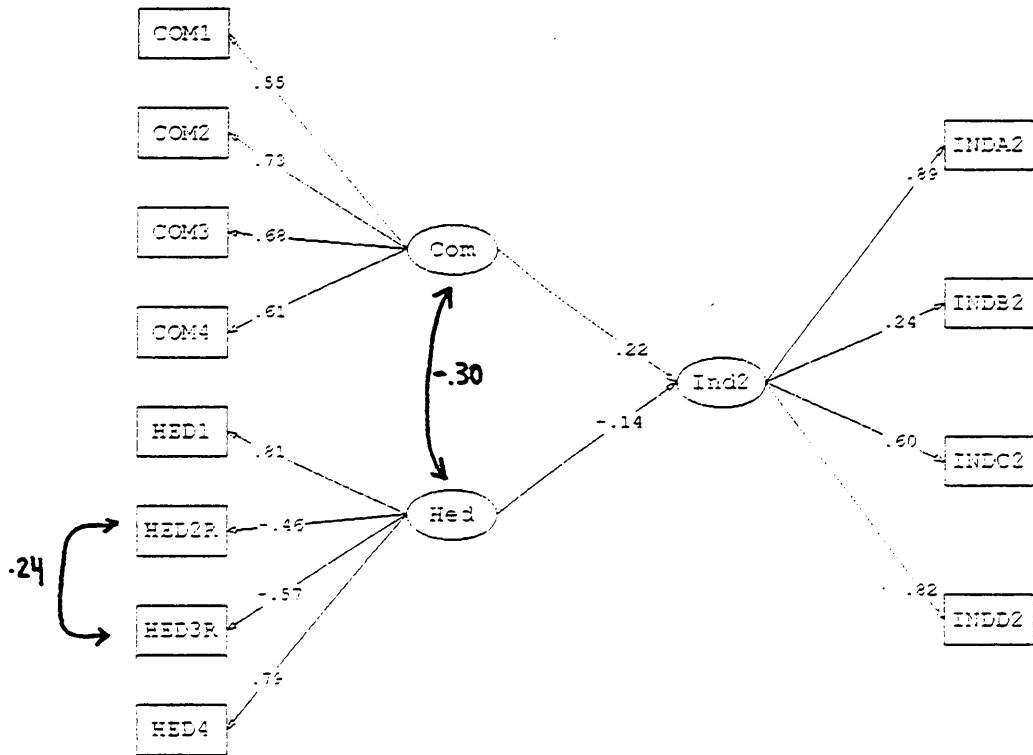 COM1
.55
COM2
.73
COM3
.68
COM4
.61
Com
-.30
HED1
.81
Hed
HED2R
-.46
.24
HED3R
-.57
HED4
.79
.22
-.14
Ind2
INDA2
.89
INDB2
.24
INDC2
.60
INDD2
.82